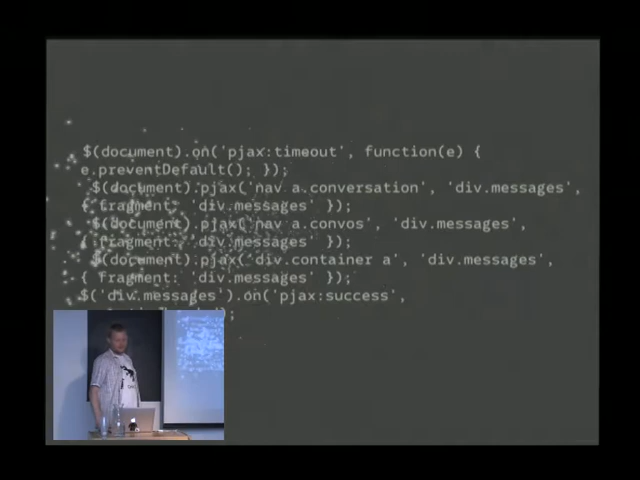 $(document).on('pjax:timeout', function(e) {
e.preventDefault(); });
$(document).pjax('nav a.conversation', 'div.messages',
{ fragment: 'div.messages' });
$(document).pjax('nav a.convos', 'div.messages',
{ fragment: 'div.messages' });
$(document).pjax('div.container a', 'div.messages',
{ fragment: 'div.messages' });
$('div.messages').on('pjax:success',
);